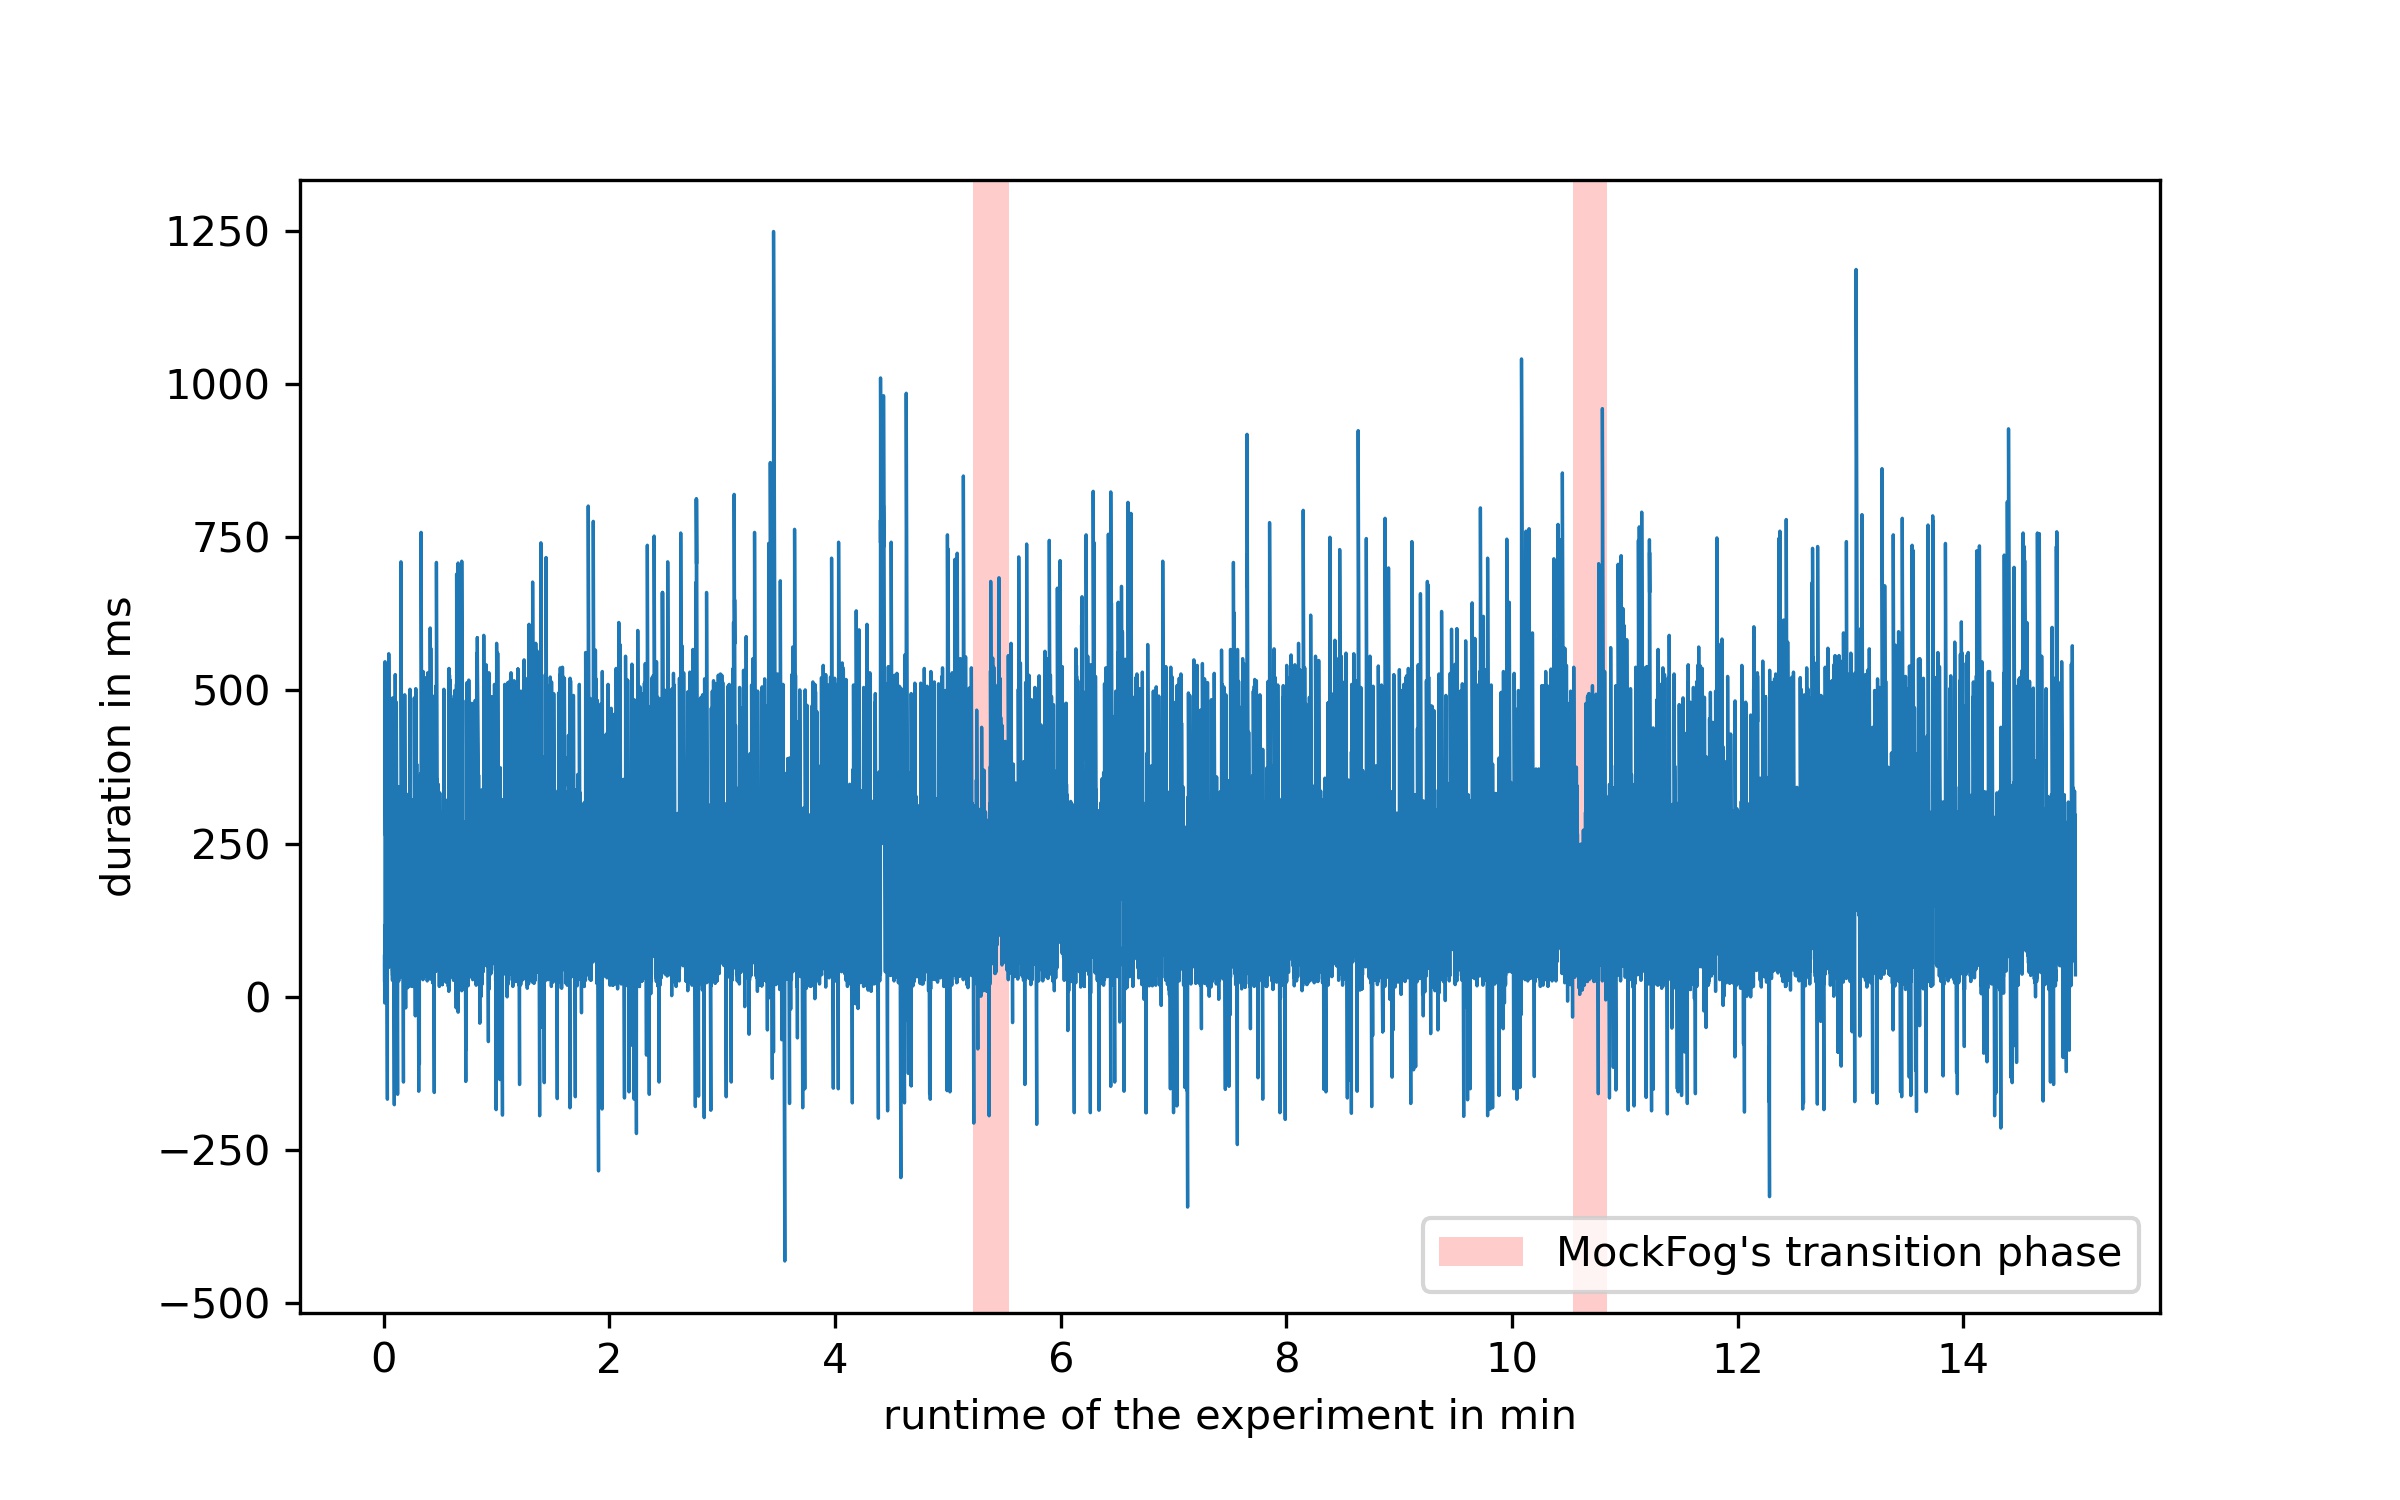 1250
1000
750
500
250
0
−250
−500
duration in ms
0 2 4 6 8 10 12 14
runtime of the experiment in min
MockFog's transition phase